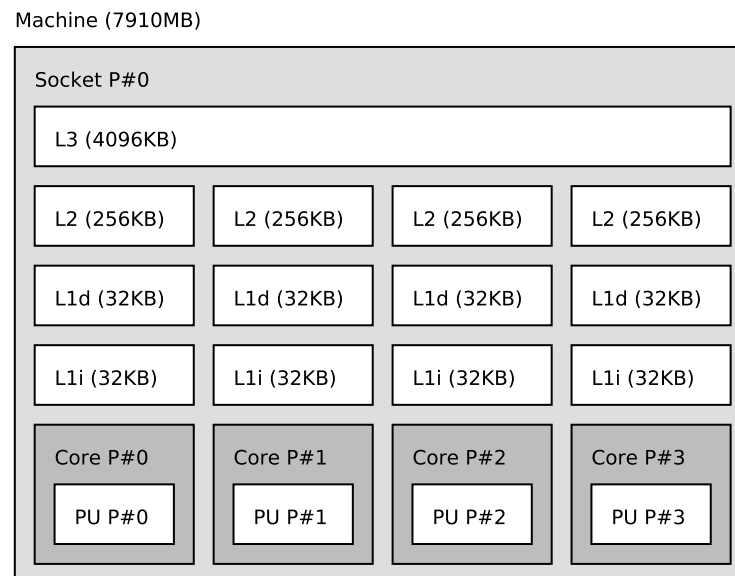 Machine (7910MB)
Socket P#0
L3 (4096KB)
L2 (256KB) L2 (256KB) L2 (256KB) L2 (256KB)
L1d (32KB) L1d (32KB) L1d (32KB) L1d (32KB)
L1i (32KB) L1i (32KB) L1i (32KB) L1i (32KB)
Core P#0 Core P#1 Core P#2 Core P#3
PU P#0 PU P#1 PU P#2 PU P#3